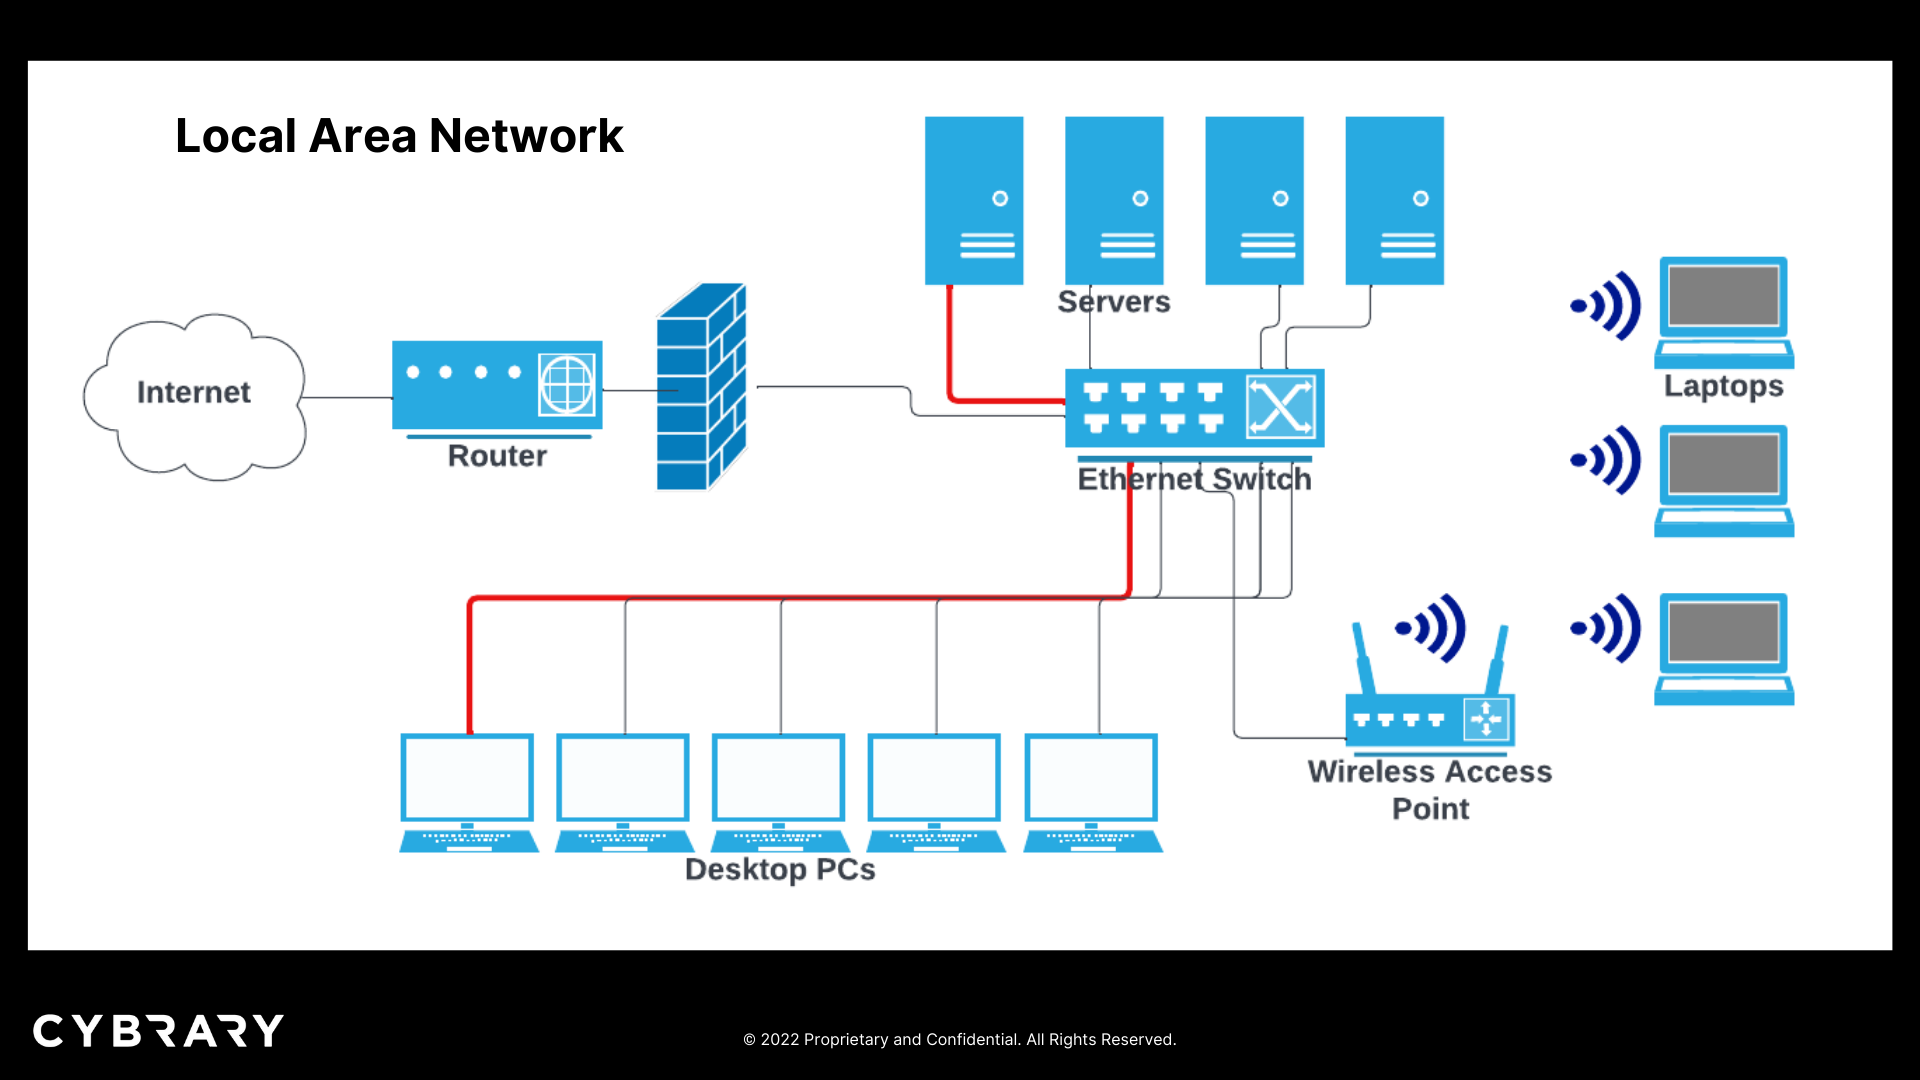 Local Area Network
Servers
Internet
Router
Laptops
Ethernet Switch
Wireless Access
Point
Desktop PCs
CYBRARY
© 2022 Proprietary and Confidential. All Rights Reserved.